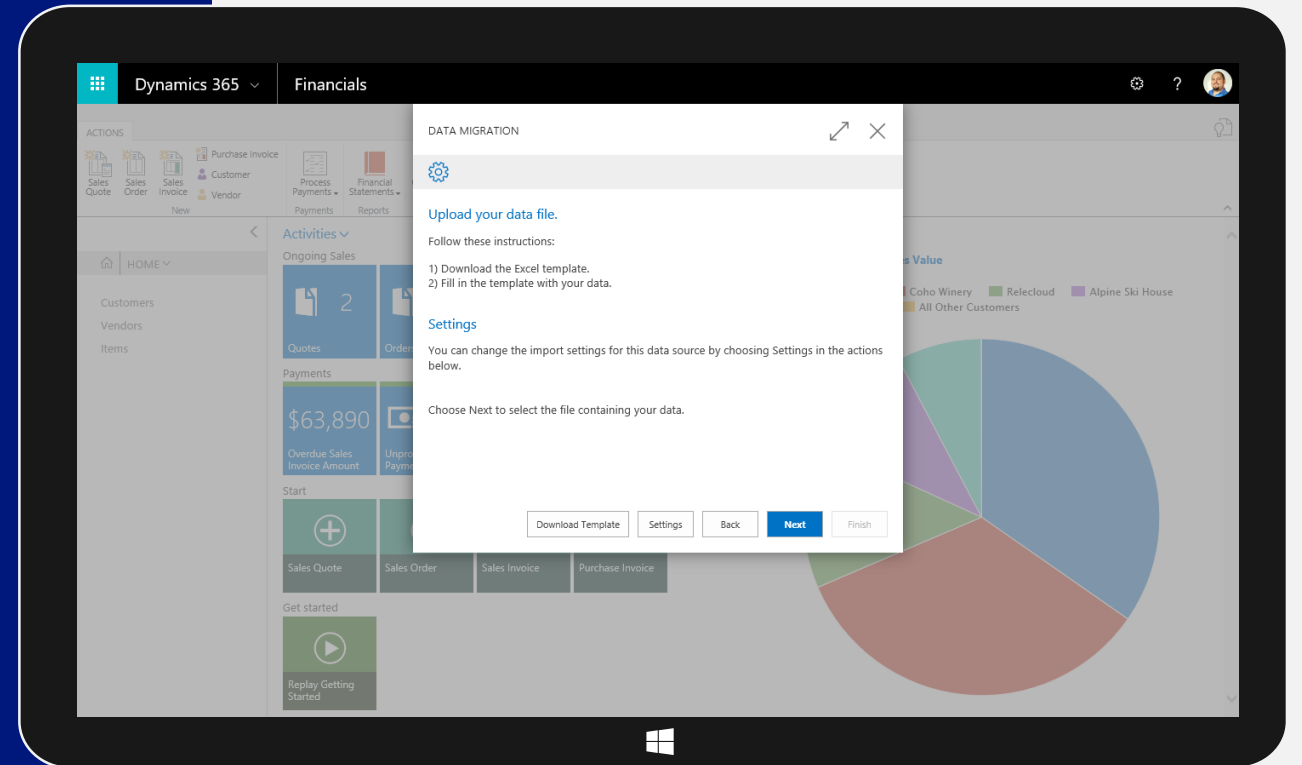 Dynamics 365
Financials
?
ACTIONS
Sales Quote
Sales Order
Sales Invoice
Purchase Invoice
Customer
Vendor
New
Process Payments
Payments
Financial Statements
Reports
HOME
Customers
Vendors
Items
Activities
Ongoing Sales
2
Quotes
Payments
$63,890
Overdue Sales
Invoice Amount
Start
Sales Quote
Sales Order
Sales Invoice
Purchase Invoice
Get started
Replay Getting
Started
DATA MIGRATION
Upload your data file.
Follow these instructions:
1) Download the Excel template.
2) Fill in the template with your data.
Settings
You can change the import settings for this data source by choosing Settings in the actions
below.
Choose Next to select the file containing your data.
Download Template
Settings
Back
Next
Finish
Value
Coho Winery
Relecloud
Alpine Ski House
All Other Customers